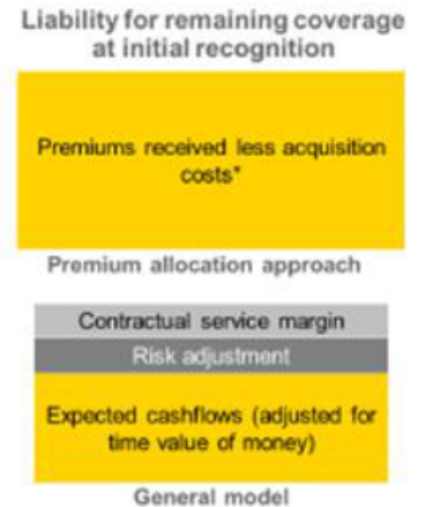 Liability for remaining coverage
at initial recognition
Premiums received less acquisition
costs*
Premium allocation approach
Contractual service margin
Risk adjustment
Expected cashflows (adjusted for
time value of money)
General model